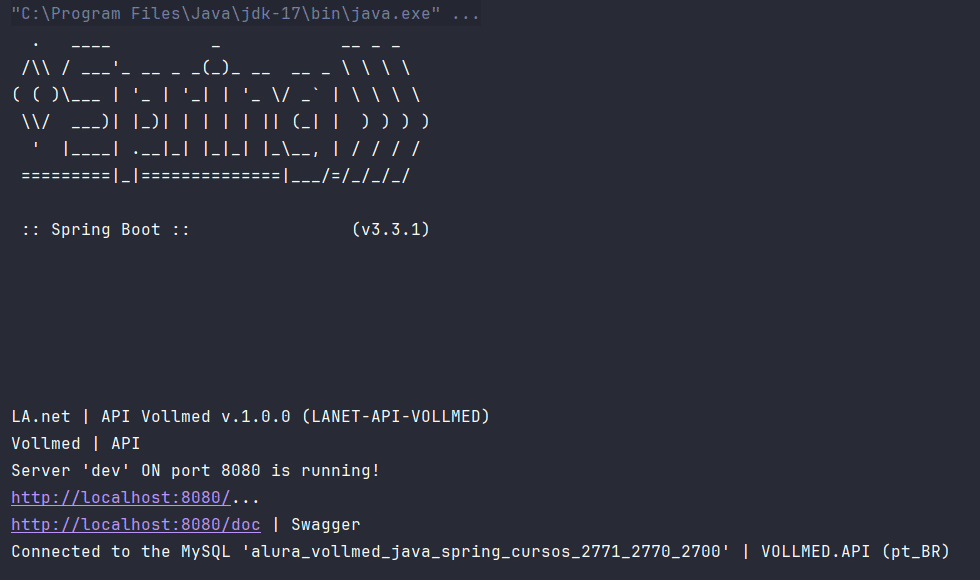 "C:\Program Files\Java\jdk-17\bin\java.exe" ...
  .   ____          _            __ _ _
 /\\ / ___'_ __ _ _(_)_ __  __ _ \ \ \ \
( ( )\___ | '_ | '_| | '_ \/ _` | \ \ \ \
 \\/  ___)| |_)| | | | | || (_| |  ) ) ) )
  '  |____| .__|_| |_|_| |_\__, | / / / /
 =========|_|==============|___/=/_/_/_/
 :: Spring Boot ::                (v3.3.1)
LA.net | API Vollmed v.1.0.0 (LANET-API-VOLLMED)
Vollmed | API
Server 'dev' ON port 8080 is running!
http://localhost:8080/...
http://localhost:8080/doc | Swagger
Connected to the MySQL 'alura_vollmed_java_spring_cursos_2771_2770_2700' | VOLLMED.API (pt_BR)